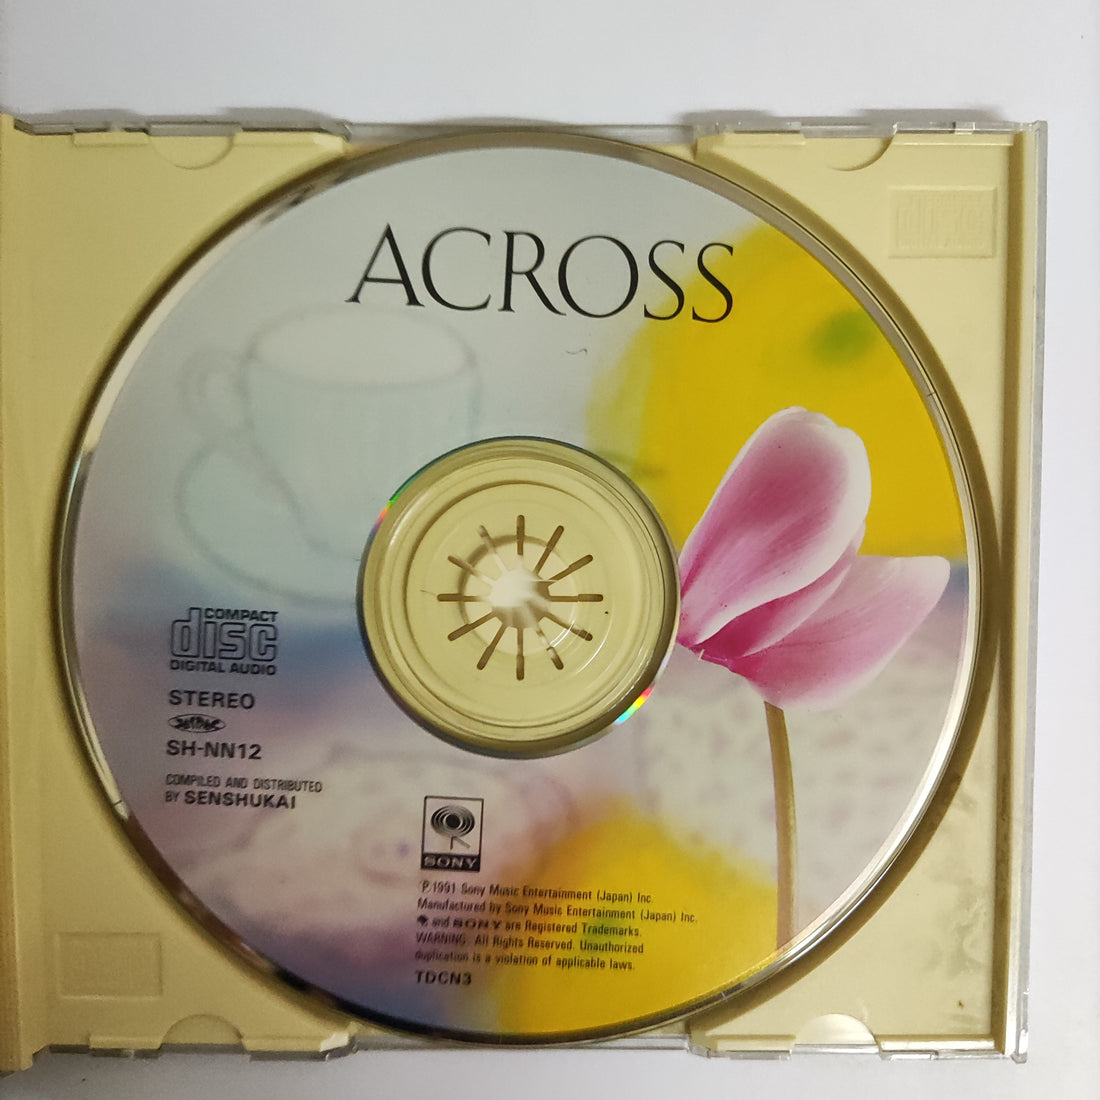 ACROSS
COMPACT
disc
DIGITAL AUDIO
STEREO
SH-NN12
COMPILED AND DISTRIBUTED
BY SENSHUKAI
SONY
℗1991 Sony Music Entertainment (Japan) Inc.
Manufactured by Sony Music Entertainment (Japan) Inc.
and SONY are Registered Trademarks.
WARNING: All Rights Reserved. Unauthorized
duplication is a violation of applicable laws.
TDCN3